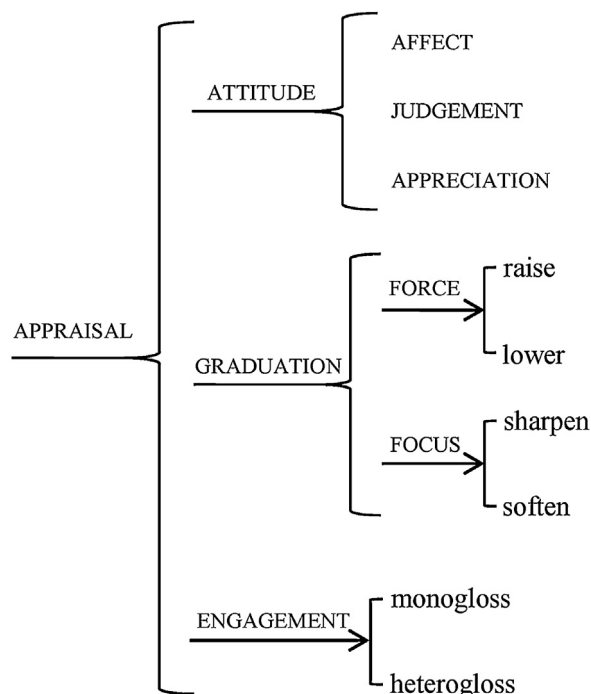 AFFECT
ATTITUDE
JUDGEMENT
APPRECIATION
raise
FORCE
APPRAISAL
lower
GRADUATION
sharpen
FOCUS
soften
monogloss
ENGAGEMENT
heterogloss